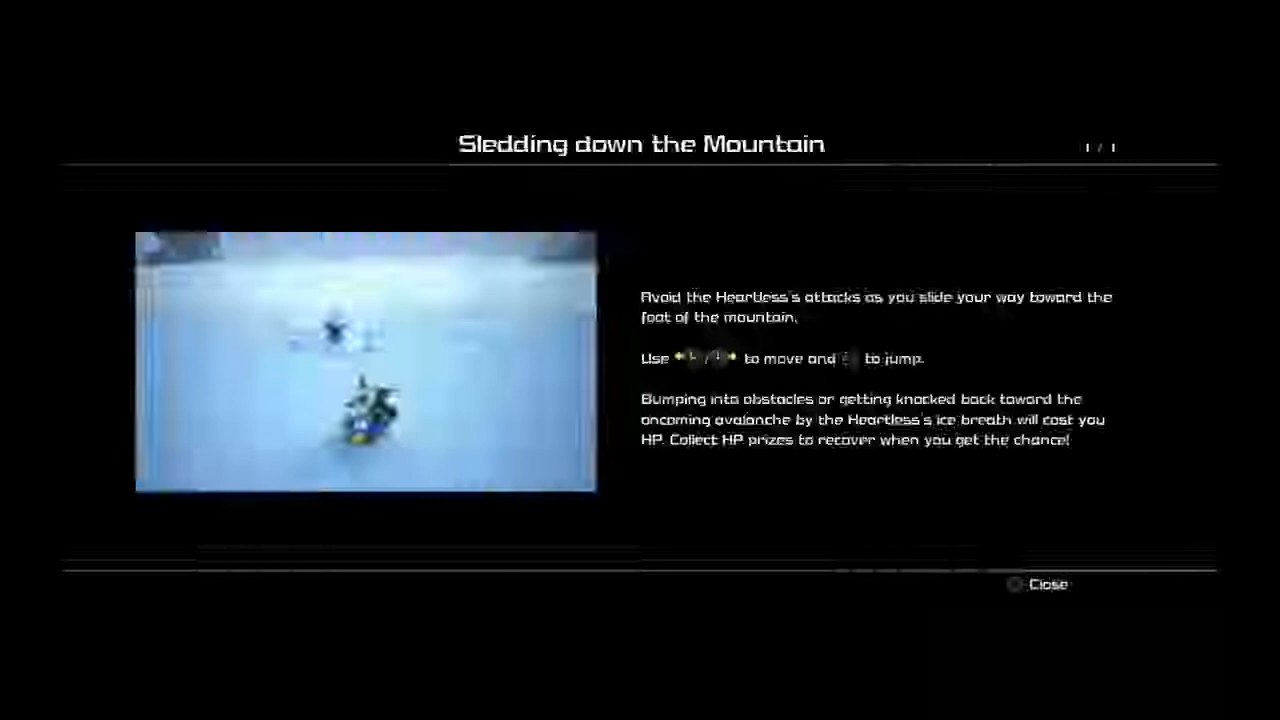 Sledding down the Mountain
1 / 1
Avoid the Heartless's attacks as you slide your way toward the
foot of the mountain.
Use L / L to move and to jump.
Bumping into obstacles or getting knocked back toward the
oncoming avalanche by the Heartless's ice breath will cost you
HP. Collect HP prizes to recover when you get the chance!
Close